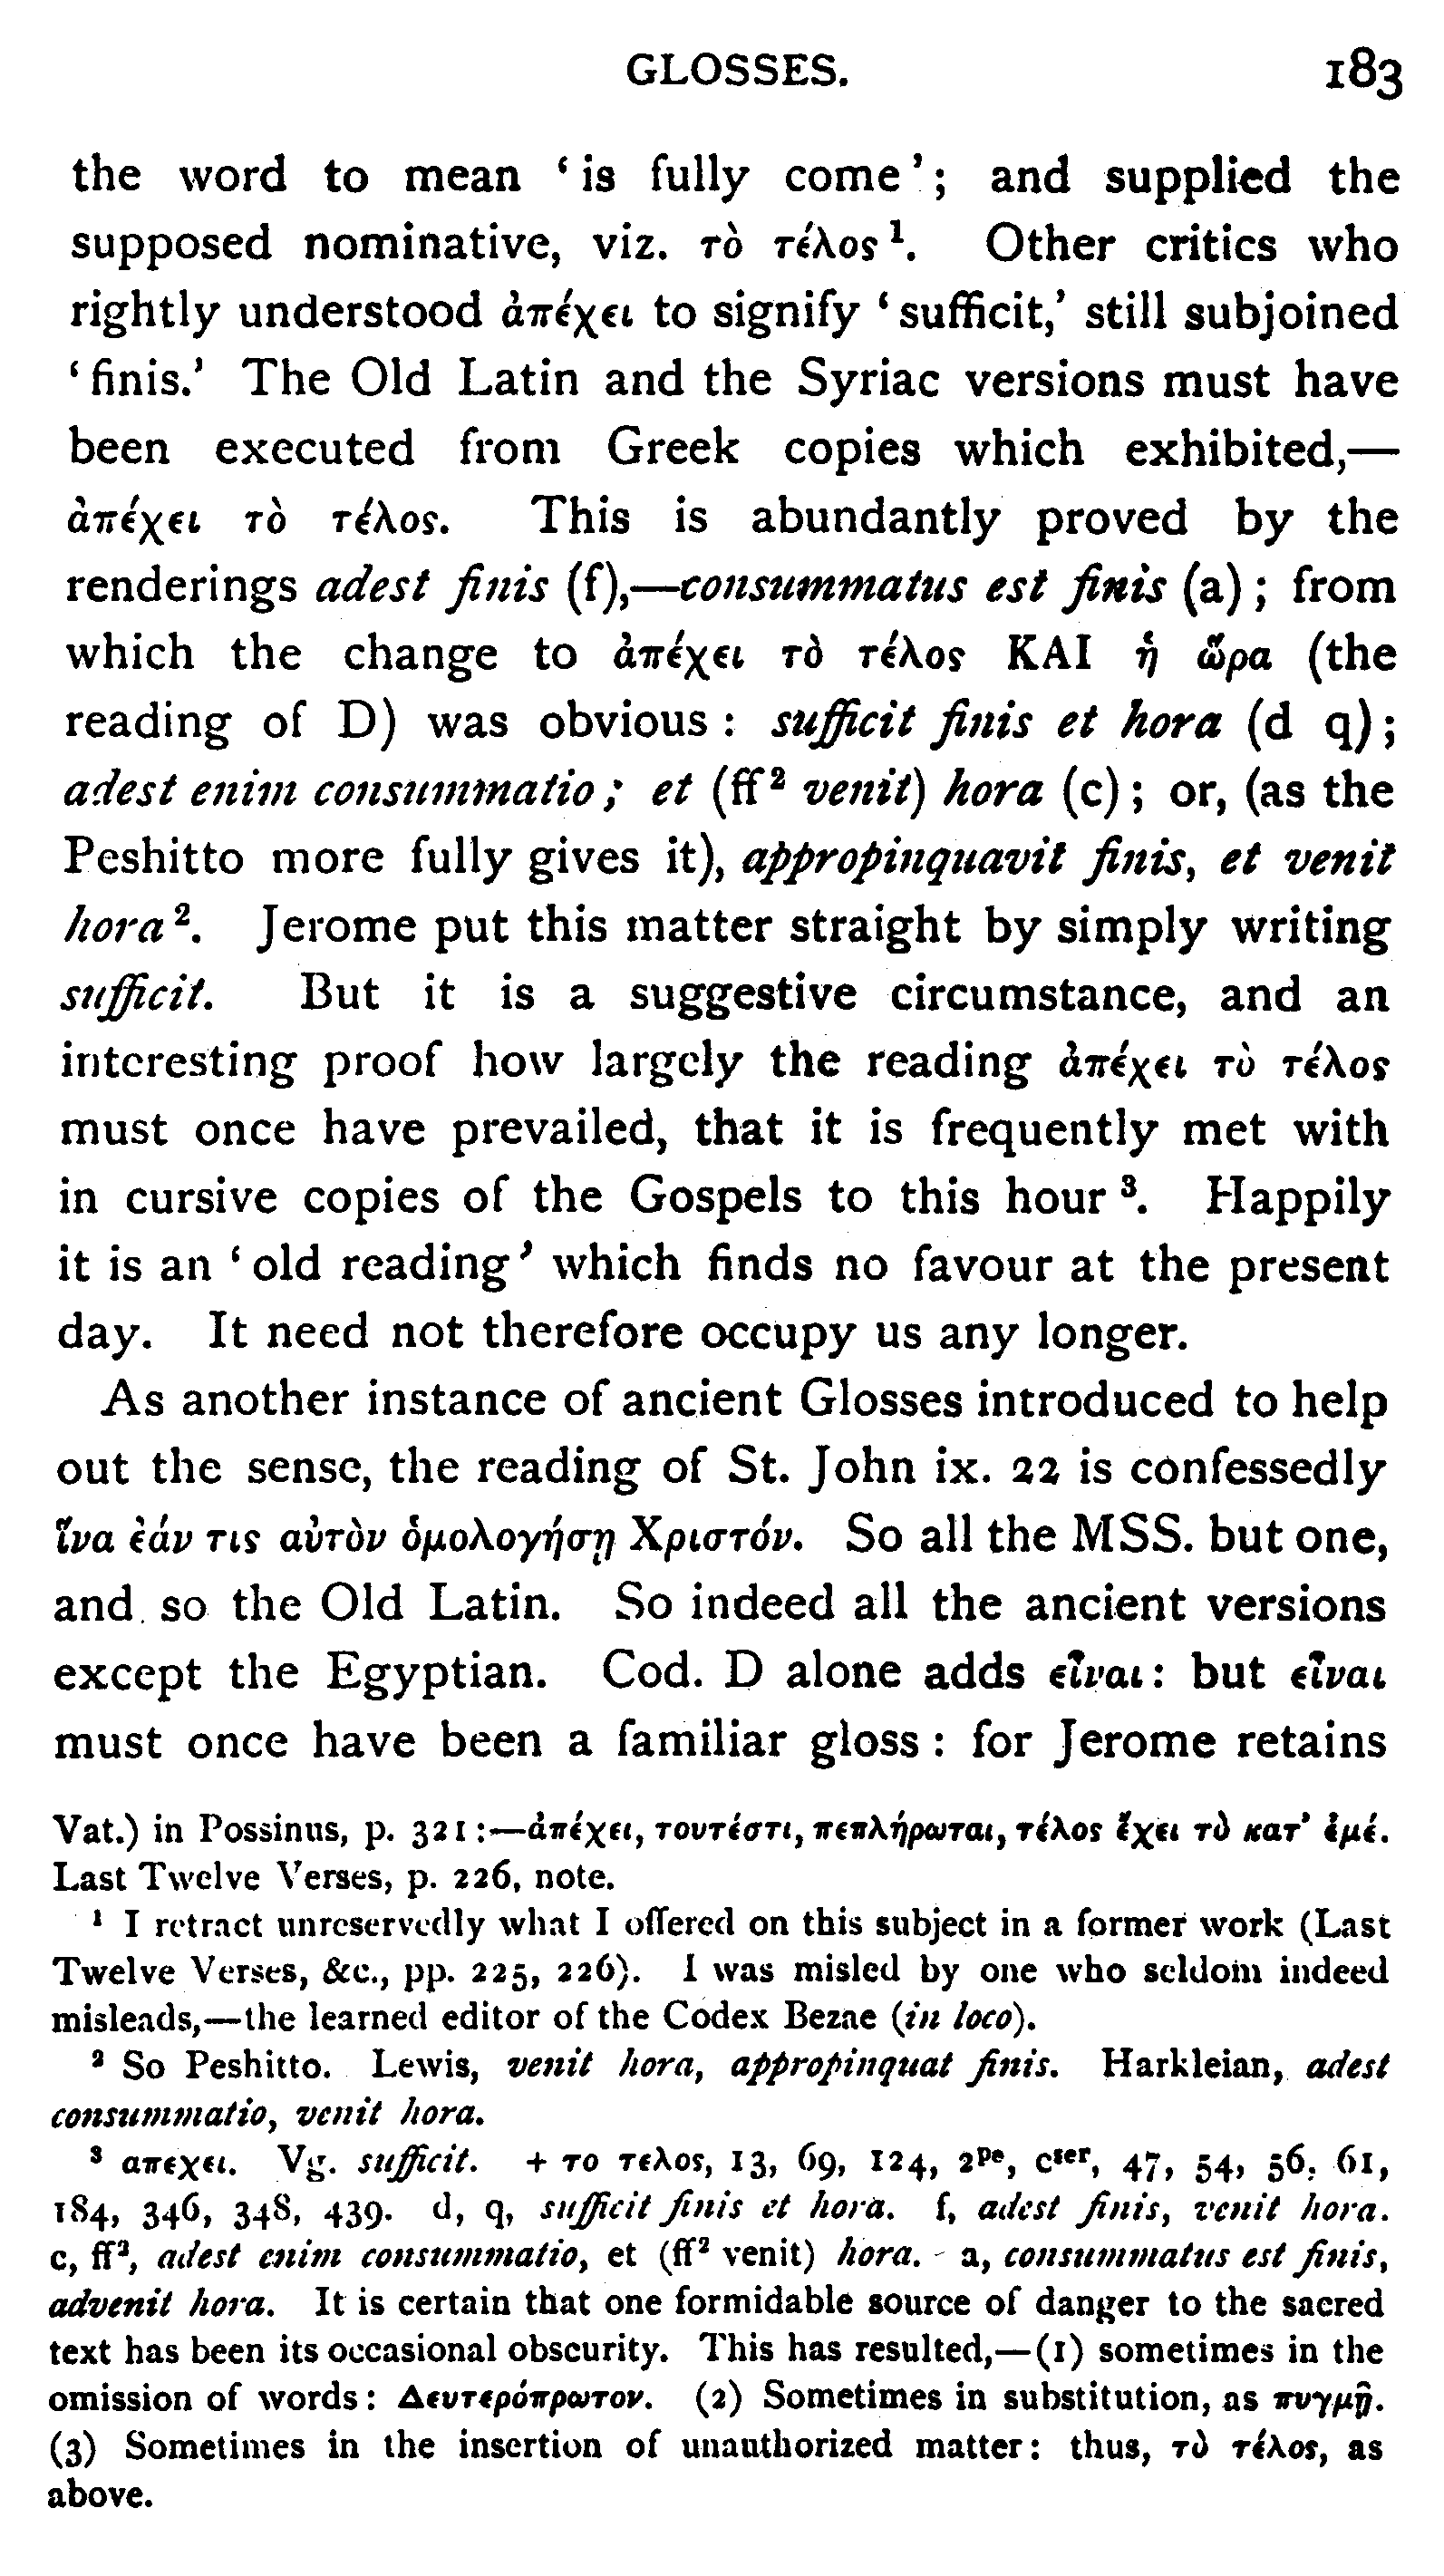 GLOSSES. 183
the word to mean ‘is fully come’; and supplied the
supposed nominative, viz. τὸ τέλος¹. Other critics who
rightly understood ἀπέχει to signify ‘sufficit,’ still subjoined
‘finis.’ The Old Latin and the Syriac versions must have
been executed from Greek copies which exhibited,—
ἀπέχει τὸ τέλος. This is abundantly proved by the
renderings adest finis (f),—consummatus est finis (a); from
which the change to ἀπέχει τὸ τέλος ΚΑΙ ἡ ὥρα (the
reading of D) was obvious: sufficit finis et hora (d q);
adest enim consummatio; et (ff² venit) hora (c); or, (as the
Peshitto more fully gives it), appropinquavit finis, et venit
hora². Jerome put this matter straight by simply writing
sufficit. But it is a suggestive circumstance, and an
interesting proof how largely the reading ἀπέχει τὸ τέλος
must once have prevailed, that it is frequently met with
in cursive copies of the Gospels to this hour³. Happily
it is an ‘old reading’ which finds no favour at the present
day. It need not therefore occupy us any longer.
As another instance of ancient Glosses introduced to help
out the sense, the reading of St. John ix. 22 is confessedly
ἵνα ἐάν τις αὐτὸν ὁμολογήσῃ Χριστόν. So all the MSS. but one,
and so the Old Latin. So indeed all the ancient versions
except the Egyptian. Cod. D alone adds εἶναι: but εἶναι
must once have been a familiar gloss: for Jerome retains
Vat.) in Possinus, p. 321:—ἀπέχει, τουτέστι, πεπλήρωται, τέλος ἔχει τὸ κατ’ ἐμέ.
Last Twelve Verses, p. 226, note.
¹ I retract unreservedly what I offered on this subject in a former work (Last
Twelve Verses, &c., pp. 225, 226). I was misled by one who seldom indeed
misleads,—the learned editor of the Codex Bezae (in loco).
² So Peshitto. Lewis, venit hora, appropinquat finis. Harkleian, adest
consummatio, venit hora.
³ απεχει. Vg. sufficit. + το τελος, 13, 69, 124, 2ᵖᵉ, cˢᵉʳ, 47, 54, 56, 61,
184, 346, 348, 439. d, q, sufficit finis et hora. f, adest finis, venit hora.
c, ff², adest enim consummatio, et (ff² venit) hora. a, consummatus est finis,
advenit hora. It is certain that one formidable source of danger to the sacred
text has been its occasional obscurity. This has resulted,—(1) sometimes in the
omission of words: Δευτερόπρωτον. (2) Sometimes in substitution, as πυγμῇ.
(3) Sometimes in the insertion of unauthorized matter: thus, τὸ τέλος, as
above.